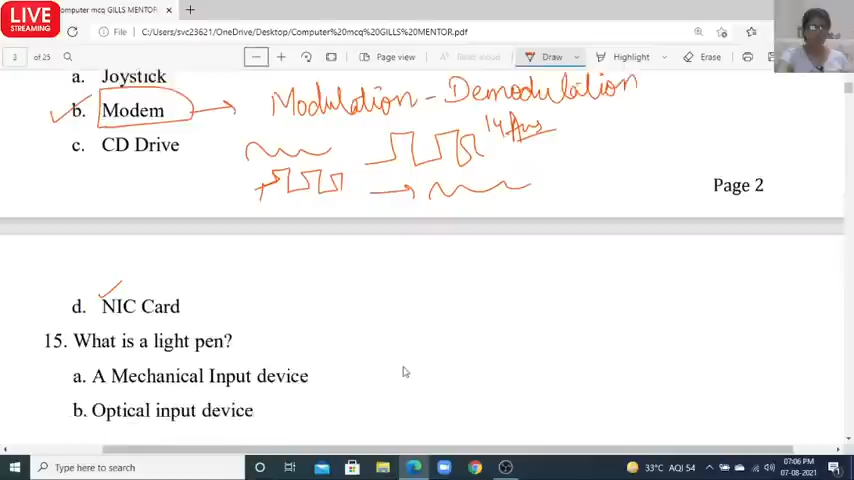 LIVE
STREAMING
omputer mcq GILLS MENTOR.
File C:/Users/svc23621/OneDrive/Desktop/Computer%20mcq%20GILLS%20MENTOR.pdf
3 of 25 Page view Read aloud Draw Highlight Erase
a. Joystick
b. Modem
Modulation - Demodulation
14 Ans
c. CD Drive
Page 2
d. NIC Card
15. What is a light pen?
a. A Mechanical Input device
b. Optical input device
Type here to search
33°C AQI 54
07:06 PM
07-08-2021